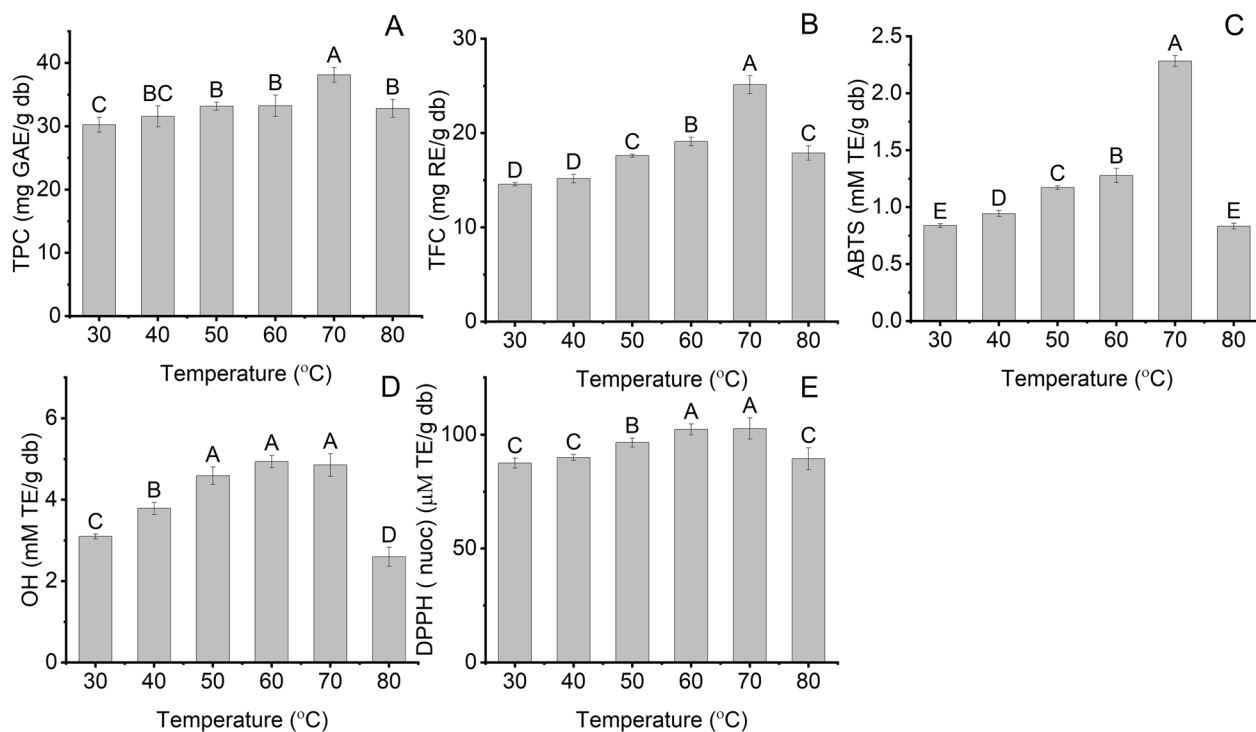 A
TPC (mg GAE/g db)
40
30
20
10
0
C
BC
B
B
A
B
30 40 50 60 70 80
Temperature (°C)
B
TFC (mg RE/g db)
30
20
10
0
D
D
C
B
A
C
30 40 50 60 70 80
Temperature (°C)
C
ABTS (mM TE/g db)
2.5
2.0
1.5
1.0
0.5
0.0
E
D
C
B
A
E
30 40 50 60 70 80
Temperature (°C)
D
OH (mM TE/g db)
6
4
2
0
C
B
A
A
A
D
30 40 50 60 70 80
Temperature (°C)
E
DPPH ( nuoc) (μM TE/g db)
100
50
0
C
C
B
A
A
C
30 40 50 60 70 80
Temperature (°C)